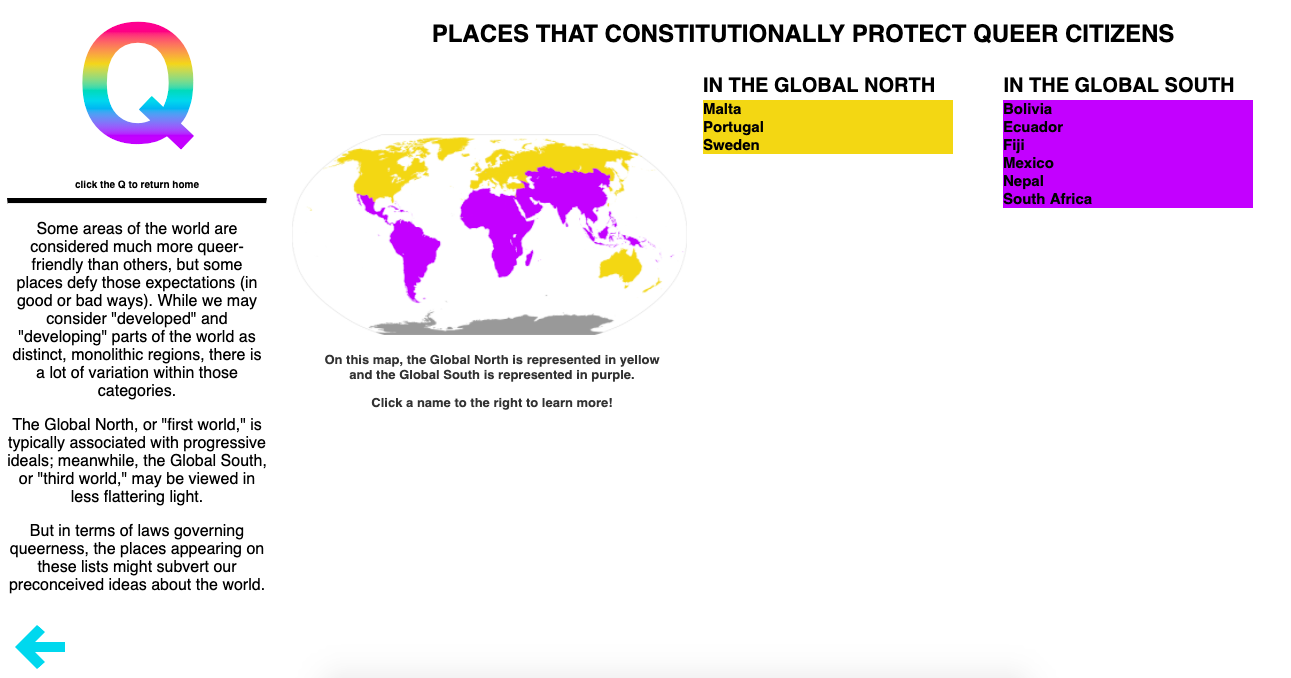 Q
click the Q to return home
Some areas of the world are
considered much more queer-
friendly than others, but some
places defy those expectations (in
good or bad ways). While we may
consider "developed" and
"developing" parts of the world as
distinct, monolithic regions, there is
a lot of variation within those
categories.
The Global North, or "first world," is
typically associated with progressive
ideals; meanwhile, the Global South,
or "third world," may be viewed in
less flattering light.
But in terms of laws governing
queerness, the places appearing on
these lists might subvert our
preconceived ideas about the world.
PLACES THAT CONSTITUTIONALLY PROTECT QUEER CITIZENS
On this map, the Global North is represented in yellow
and the Global South is represented in purple.
Click a name to the right to learn more!
IN THE GLOBAL NORTH
Malta
Portugal
Sweden
IN THE GLOBAL SOUTH
Bolivia
Ecuador
Fiji
Mexico
Nepal
South Africa